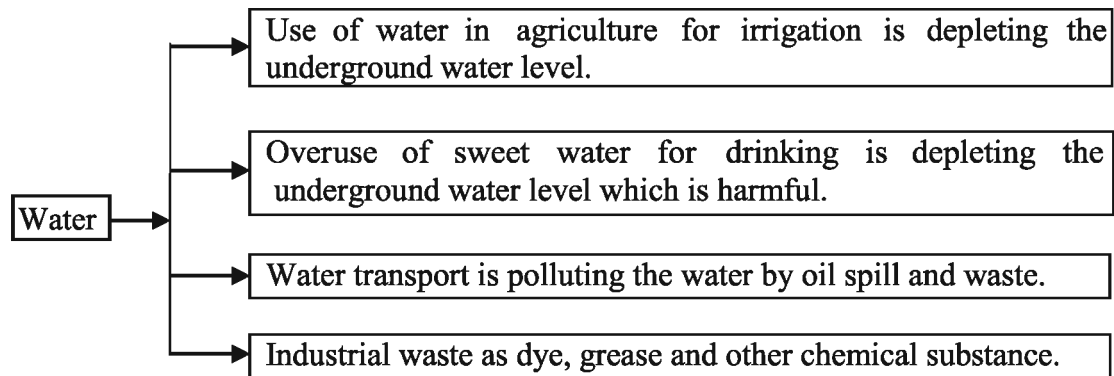 Use of water in agriculture for irrigation is depleting the
underground water level.
Overuse of sweet water for drinking is depleting the
underground water level which is harmful.
Water
Water transport is polluting the water by oil spill and waste.
Industrial waste as dye, grease and other chemical substance.